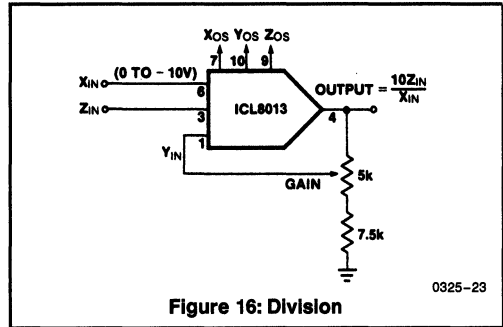 XOS YOS ZOS
7 10 9
XIN (0 TO – 10V)
6
ZIN
3
1
YIN
ICL8013
4
OUTPUT = 10ZIN
XIN
GAIN
5k
7.5k
0325–23
Figure 16: Division